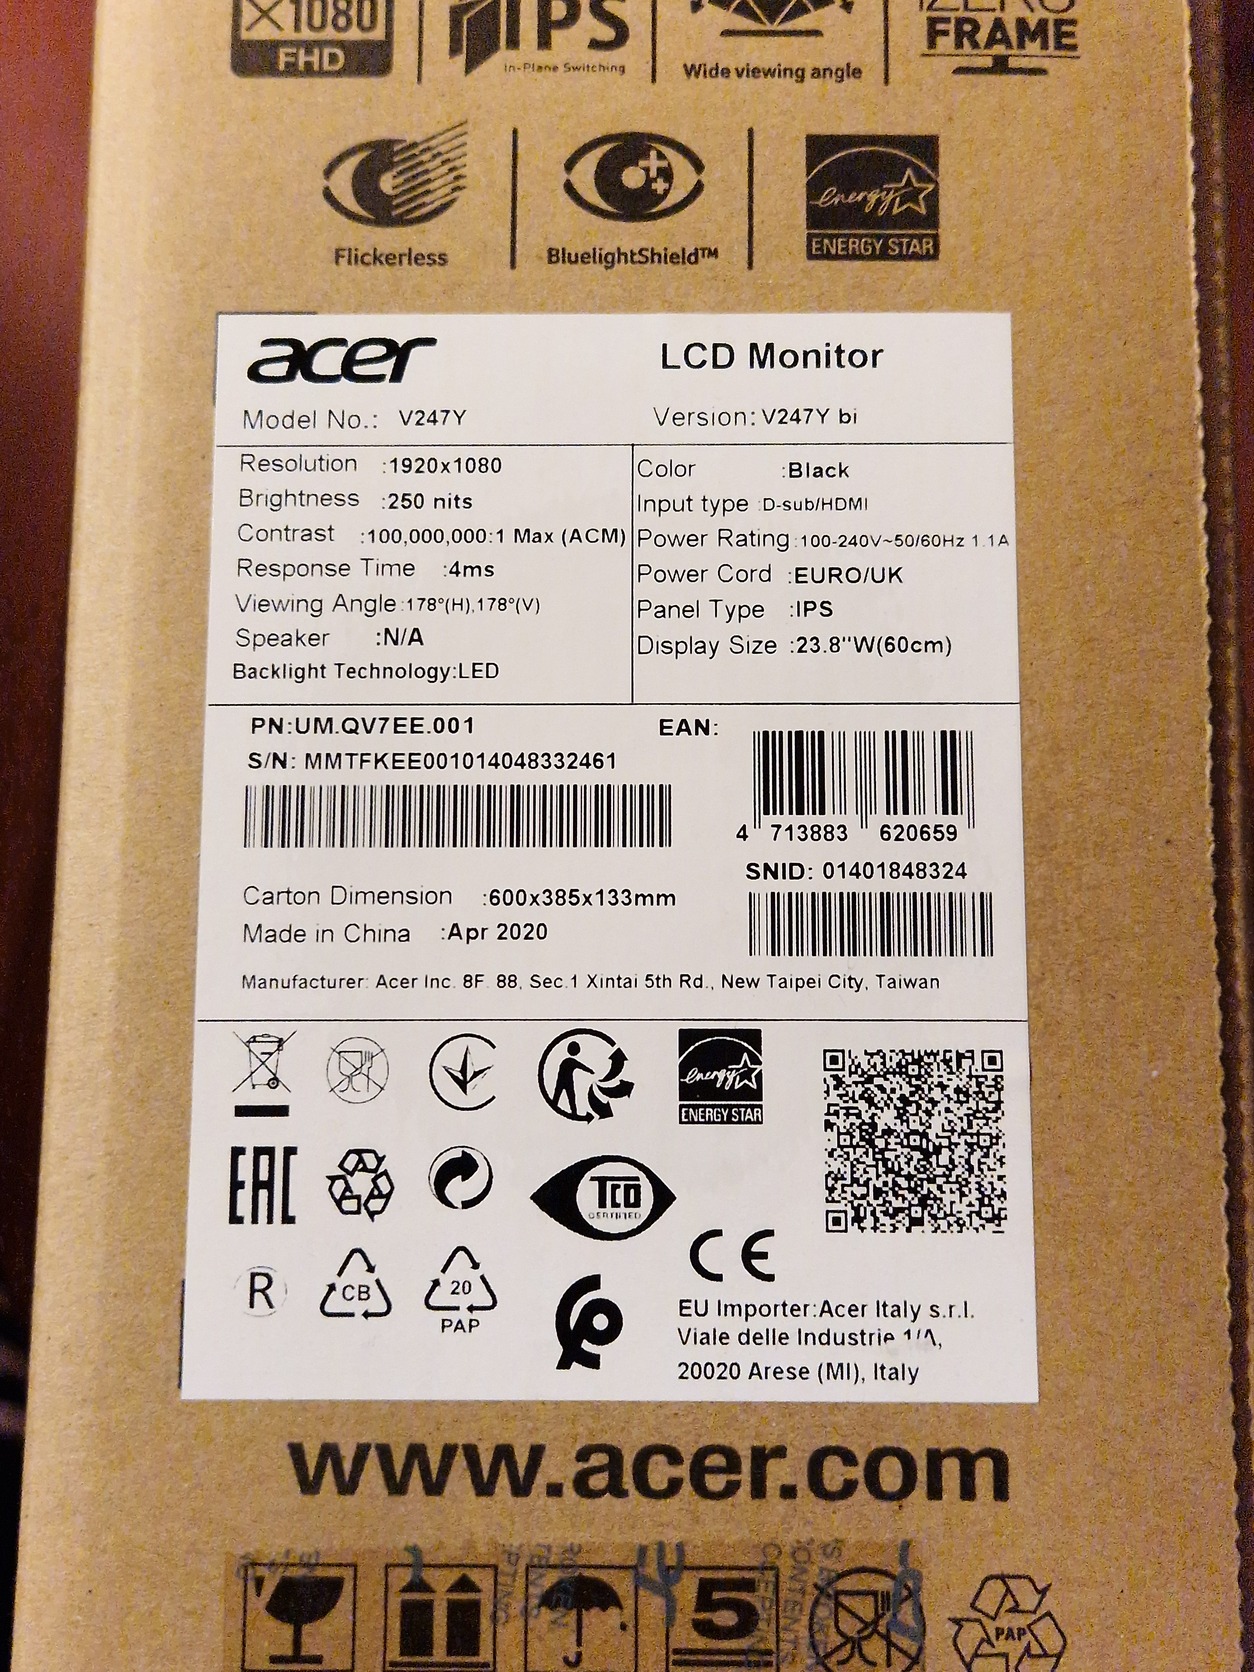 X1080
FHD
IPS
In-Plane Switching
Wide viewing angle
ZERO
FRAME
Flickerless
BluelightShield™
energy
ENERGY STAR
acer
LCD Monitor
Model No.: V247Y
Version: V247Y bi
Resolution :1920x1080
Brightness :250 nits
Contrast :100,000,000:1 Max (ACM)
Response Time :4ms
Viewing Angle:178°(H),178°(V)
Speaker :N/A
Backlight Technology:LED
Color :Black
Input type :D-sub/HDMI
Power Rating:100-240V~50/60Hz 1.1A
Power Cord :EURO/UK
Panel Type :IPS
Display Size :23.8"W(60cm)
PN:UM.QV7EE.001
S/N: MMTFKEE001014048332461
EAN:
4 713883 620659
SNID: 01401848324
Carton Dimension :600x385x133mm
Made in China :Apr 2020
Manufacturer: Acer Inc. 8F. 88, Sec.1 Xintai 5th Rd., New Taipei City, Taiwan
energy
ENERGY STAR
EAC
TCO
CERTIFIED
CE
R
CB
20
PAP
EU Importer:Acer Italy s.r.l.
Viale delle Industrie 1/A,
20020 Arese (MI), Italy
www.acer.com
5
PAP